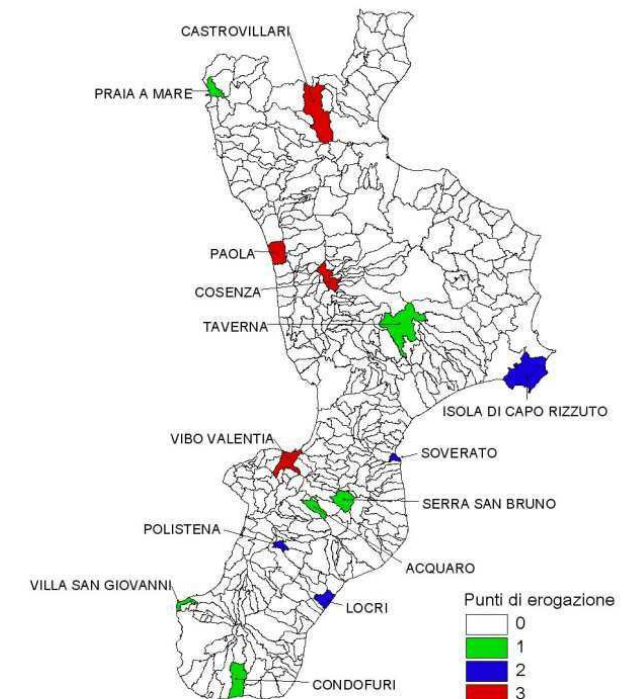 CASTROVILLARI
PRAIA A MARE
PAOLA
COSENZA
TAVERNA
ISOLA DI CAPO RIZZUTO
VIBO VALENTIA
SOVERATO
SERRA SAN BRUNO
POLISTENA
ACQUARO
VILLA SAN GIOVANNI
LOCRI
CONDOFURI
Punti di erogazione
0
1
2
3